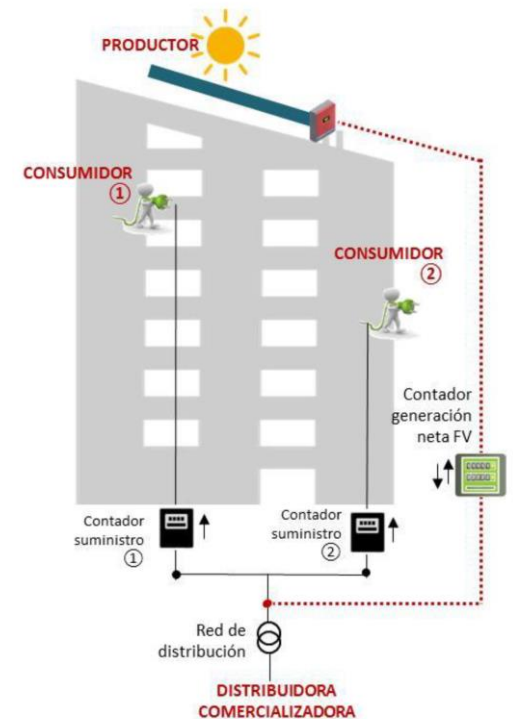 PRODUCTOR
CONSUMIDOR
①
CONSUMIDOR
②
Contador
generación
neta FV
Contador
suministro
①
Contador
suministro
②
Red de
distribución
DISTRIBUIDORA
COMERCIALIZADORA